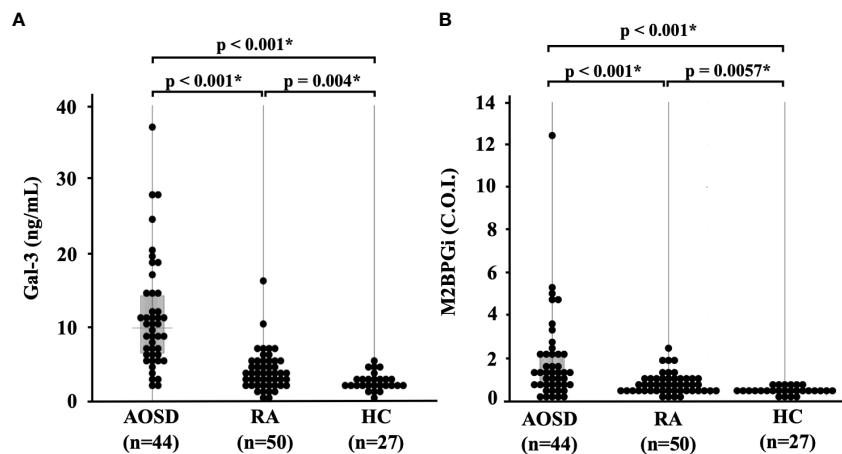 A
p < 0.001*
p < 0.001*
p = 0.004*
40
30
20
10
0
Gal-3 (ng/mL)
AOSD
RA
HC
(n=44)
(n=50)
(n=27)
B
p < 0.001*
p < 0.001*
p = 0.0057*
14
12
10
8
6
4
2
0
M2BPGi (C.O.I.)
AOSD
RA
HC
(n=44)
(n=50)
(n=27)